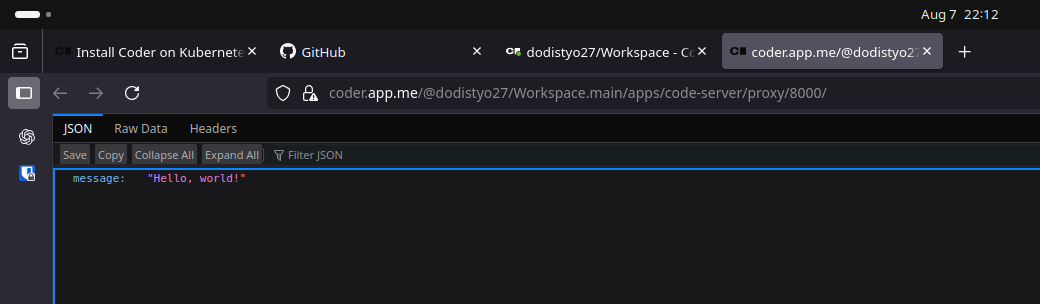 Aug 7 22:12
Install Coder on Kubernete
GitHub
dodistyo27/Workspace - Co
coder.app.me/@dodistyo27
coder.app.me/@dodistyo27/Workspace.main/apps/code-server/proxy/8000/
JSON Raw Data Headers
Save Copy Collapse All Expand All Filter JSON
message: "Hello, world!"